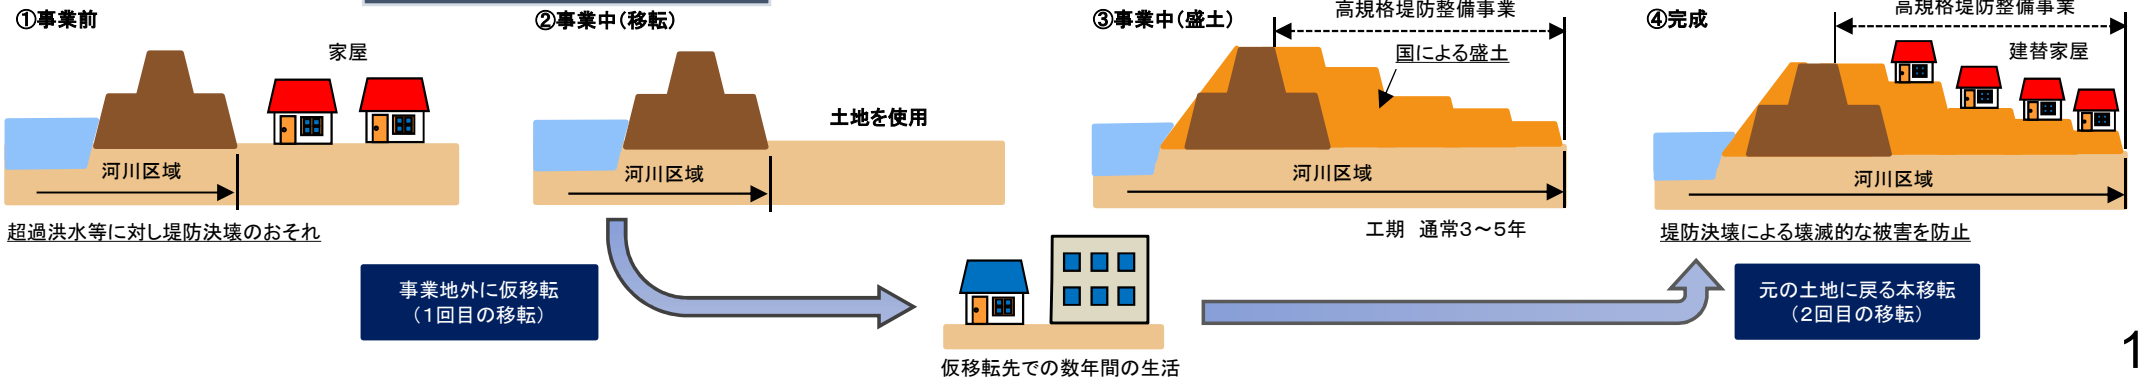 ①事業前
家屋
河川区域
超過洪水等に対し堤防決壊のおそれ
②事業中(移転)
土地を使用
河川区域
事業地外に仮移転
(1回目の移転)
仮移転先での数年間の生活
③事業中(盛土)
高規格堤防整備事業
国による盛土
河川区域
工期 通常3~5年
④完成
高規格堤防整備事業
建替家屋
河川区域
堤防決壊による壊滅的な被害を防止
元の土地に戻る本移転
(2回目の移転)
1